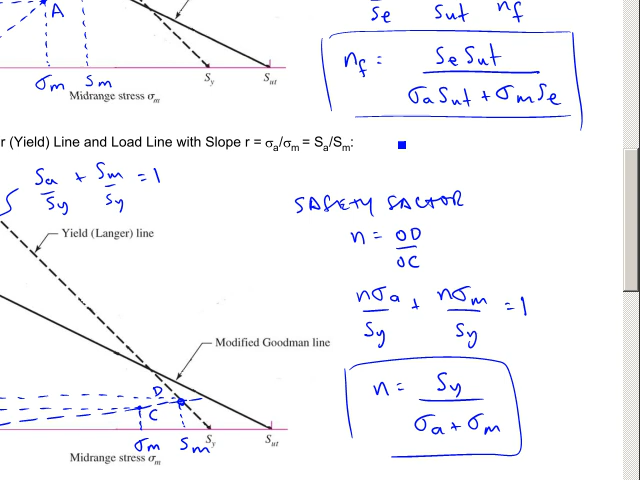 Se Sut nf
A
nf = Se Sut / σa Sut + σm Se
σm Sm
Sy Sut
Midrange stress σm
r (Yield) Line and Load Line with Slope r = σa/σm = Sa/Sm:
Sa/Sy + Sm/Sy = 1
SAFETY FACTOR
Yield (Langer) line
n = OD/OC
nσa/Sy + nσm/Sy = 1
Modified Goodman line
D
C
n = Sy / σa + σm
σm Sm Sy Sut
Midrange stress σm